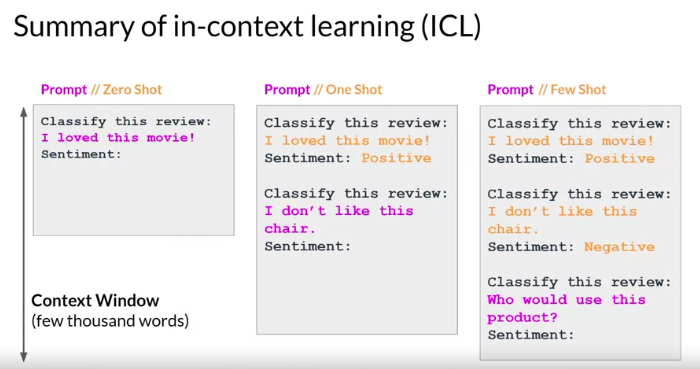 Summary of in-context learning (ICL)
Prompt // Zero Shot
Classify this review:
I loved this movie!
Sentiment:
Context Window
(few thousand words)
Prompt // One Shot
Classify this review:
I loved this movie!
Sentiment: Positive
Classify this review:
I don't like this
chair.
Sentiment:
Prompt // Few Shot
Classify this review:
I loved this movie!
Sentiment: Positive
Classify this review:
I don't like this
chair.
Sentiment: Negative
Classify this review:
Who would use this
product?
Sentiment: